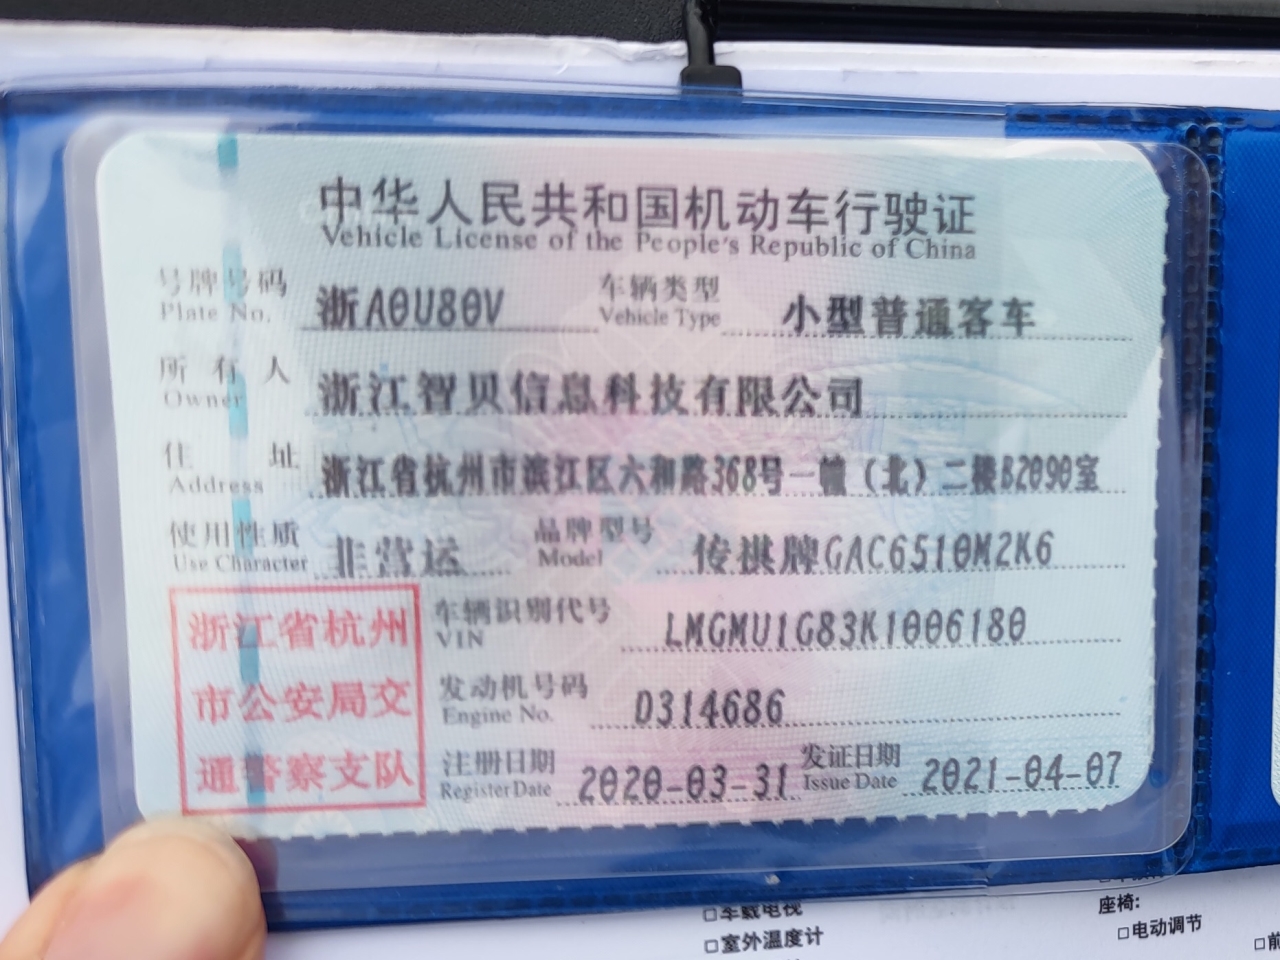 中华人民共和国机动车行驶证
Vehicle License of the People's Republic of China
号牌号码 浙A0U80V 车辆类型 小型普通客车
Plate No. Vehicle Type
所有人 浙江智贝信息科技有限公司
Owner
住址 浙江省杭州市滨江区六和路368号一幢（北）二楼B2090室
Address
使用性质 非营运 品牌型号 传祺牌GAC6510M2K6
Use Character Model
浙江省杭州
市公安局交
通警察支队
车辆识别代号 LMGMU1G83K1006180
VIN
发动机号码 0314686
Engine No.
注册日期 2020-03-31 发证日期 2021-04-07
Register Date Issue Date
□车载电视
□室外温度计
座椅:
□电动调节
□前